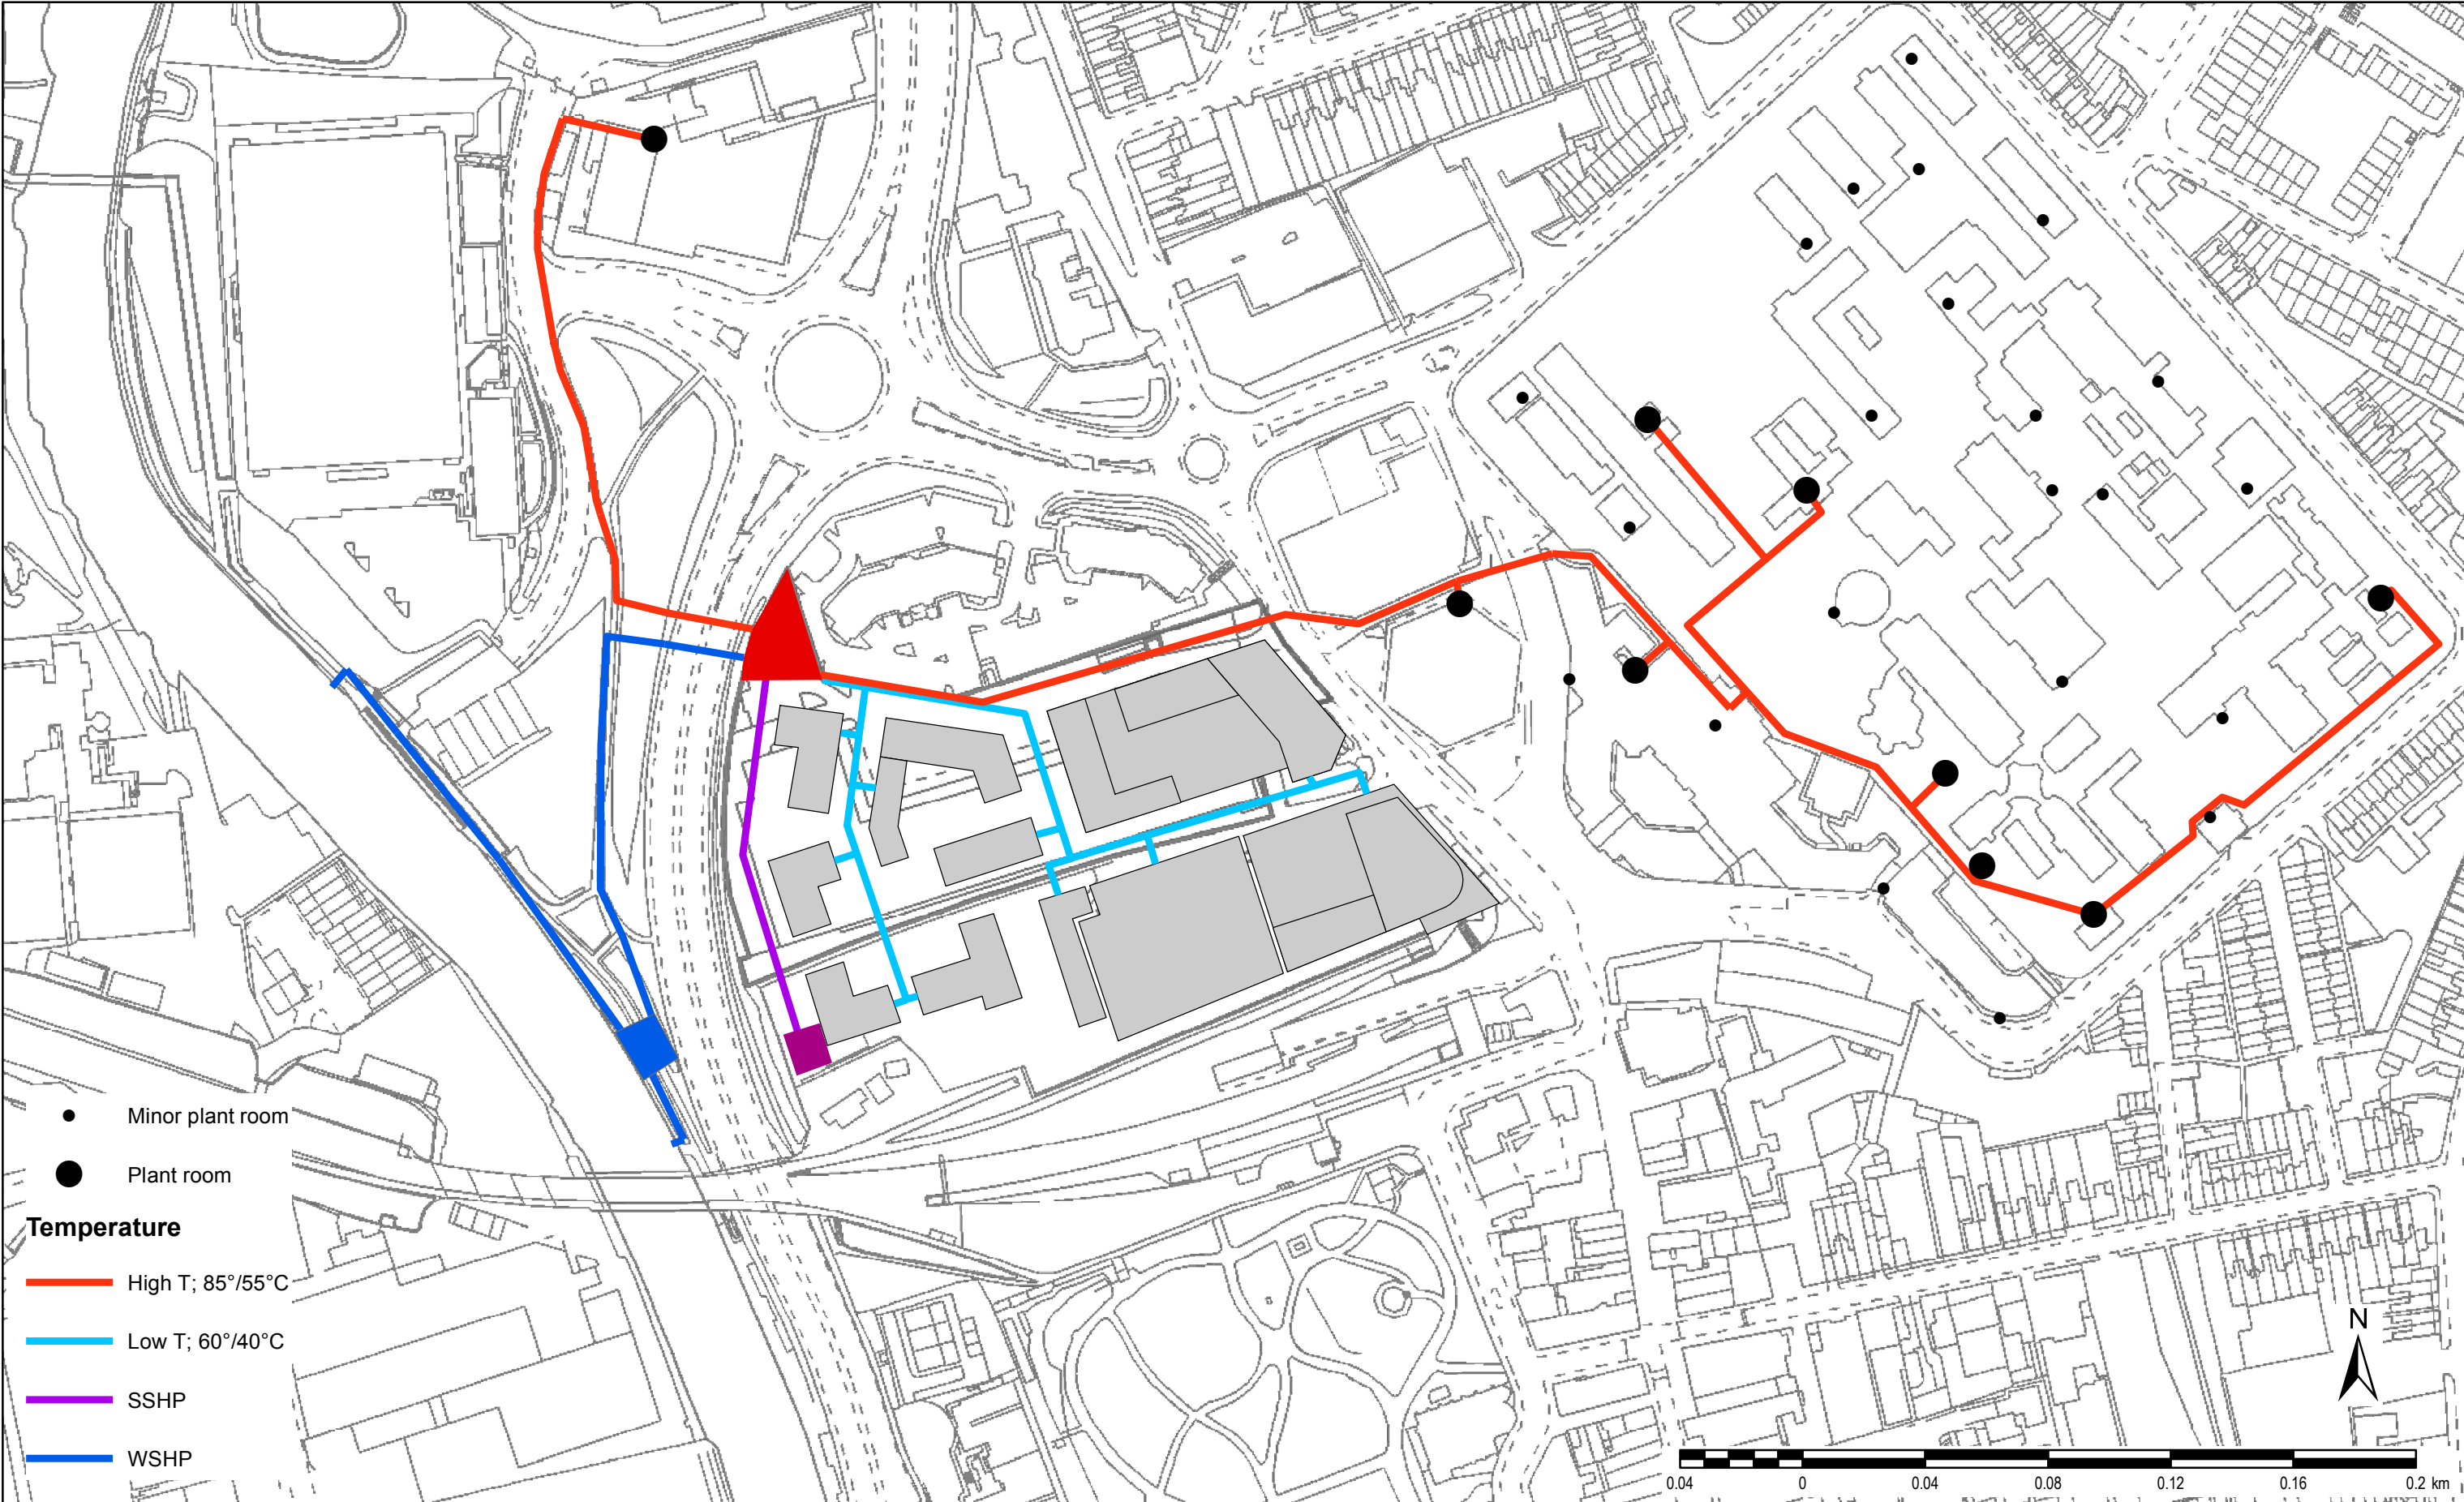 Minor plant room
Plant room
Temperature
High T; 85°/55°C
Low T; 60°/40°C
SSHP
WSHP
N
0.04 0 0.04 0.08 0.12 0.16 0.2 km